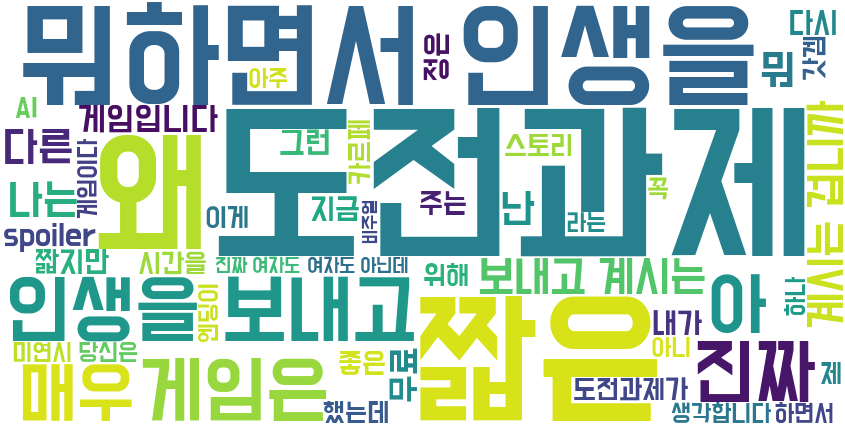 뭐하면서 인생을
다시
정은
뭐
갓겜
아주
AI
게임입니다
그런
카르페
스토리
다른
게임이다
왜
도전과제
꼭
나는
이게
지금
비주얼
주는
난
라는
spoiler
짧지만
시간을
진짜 여자도
여자도 아닌데
위해
보내고 계시는
계시는 겁니까
하나
인생을
보내고
짧은
아
엔딩이
내가
아니
진짜
미연시
당신은
매우
게임은
좋은
무료
도전과제가
제
했는데
생각합니다
하면서